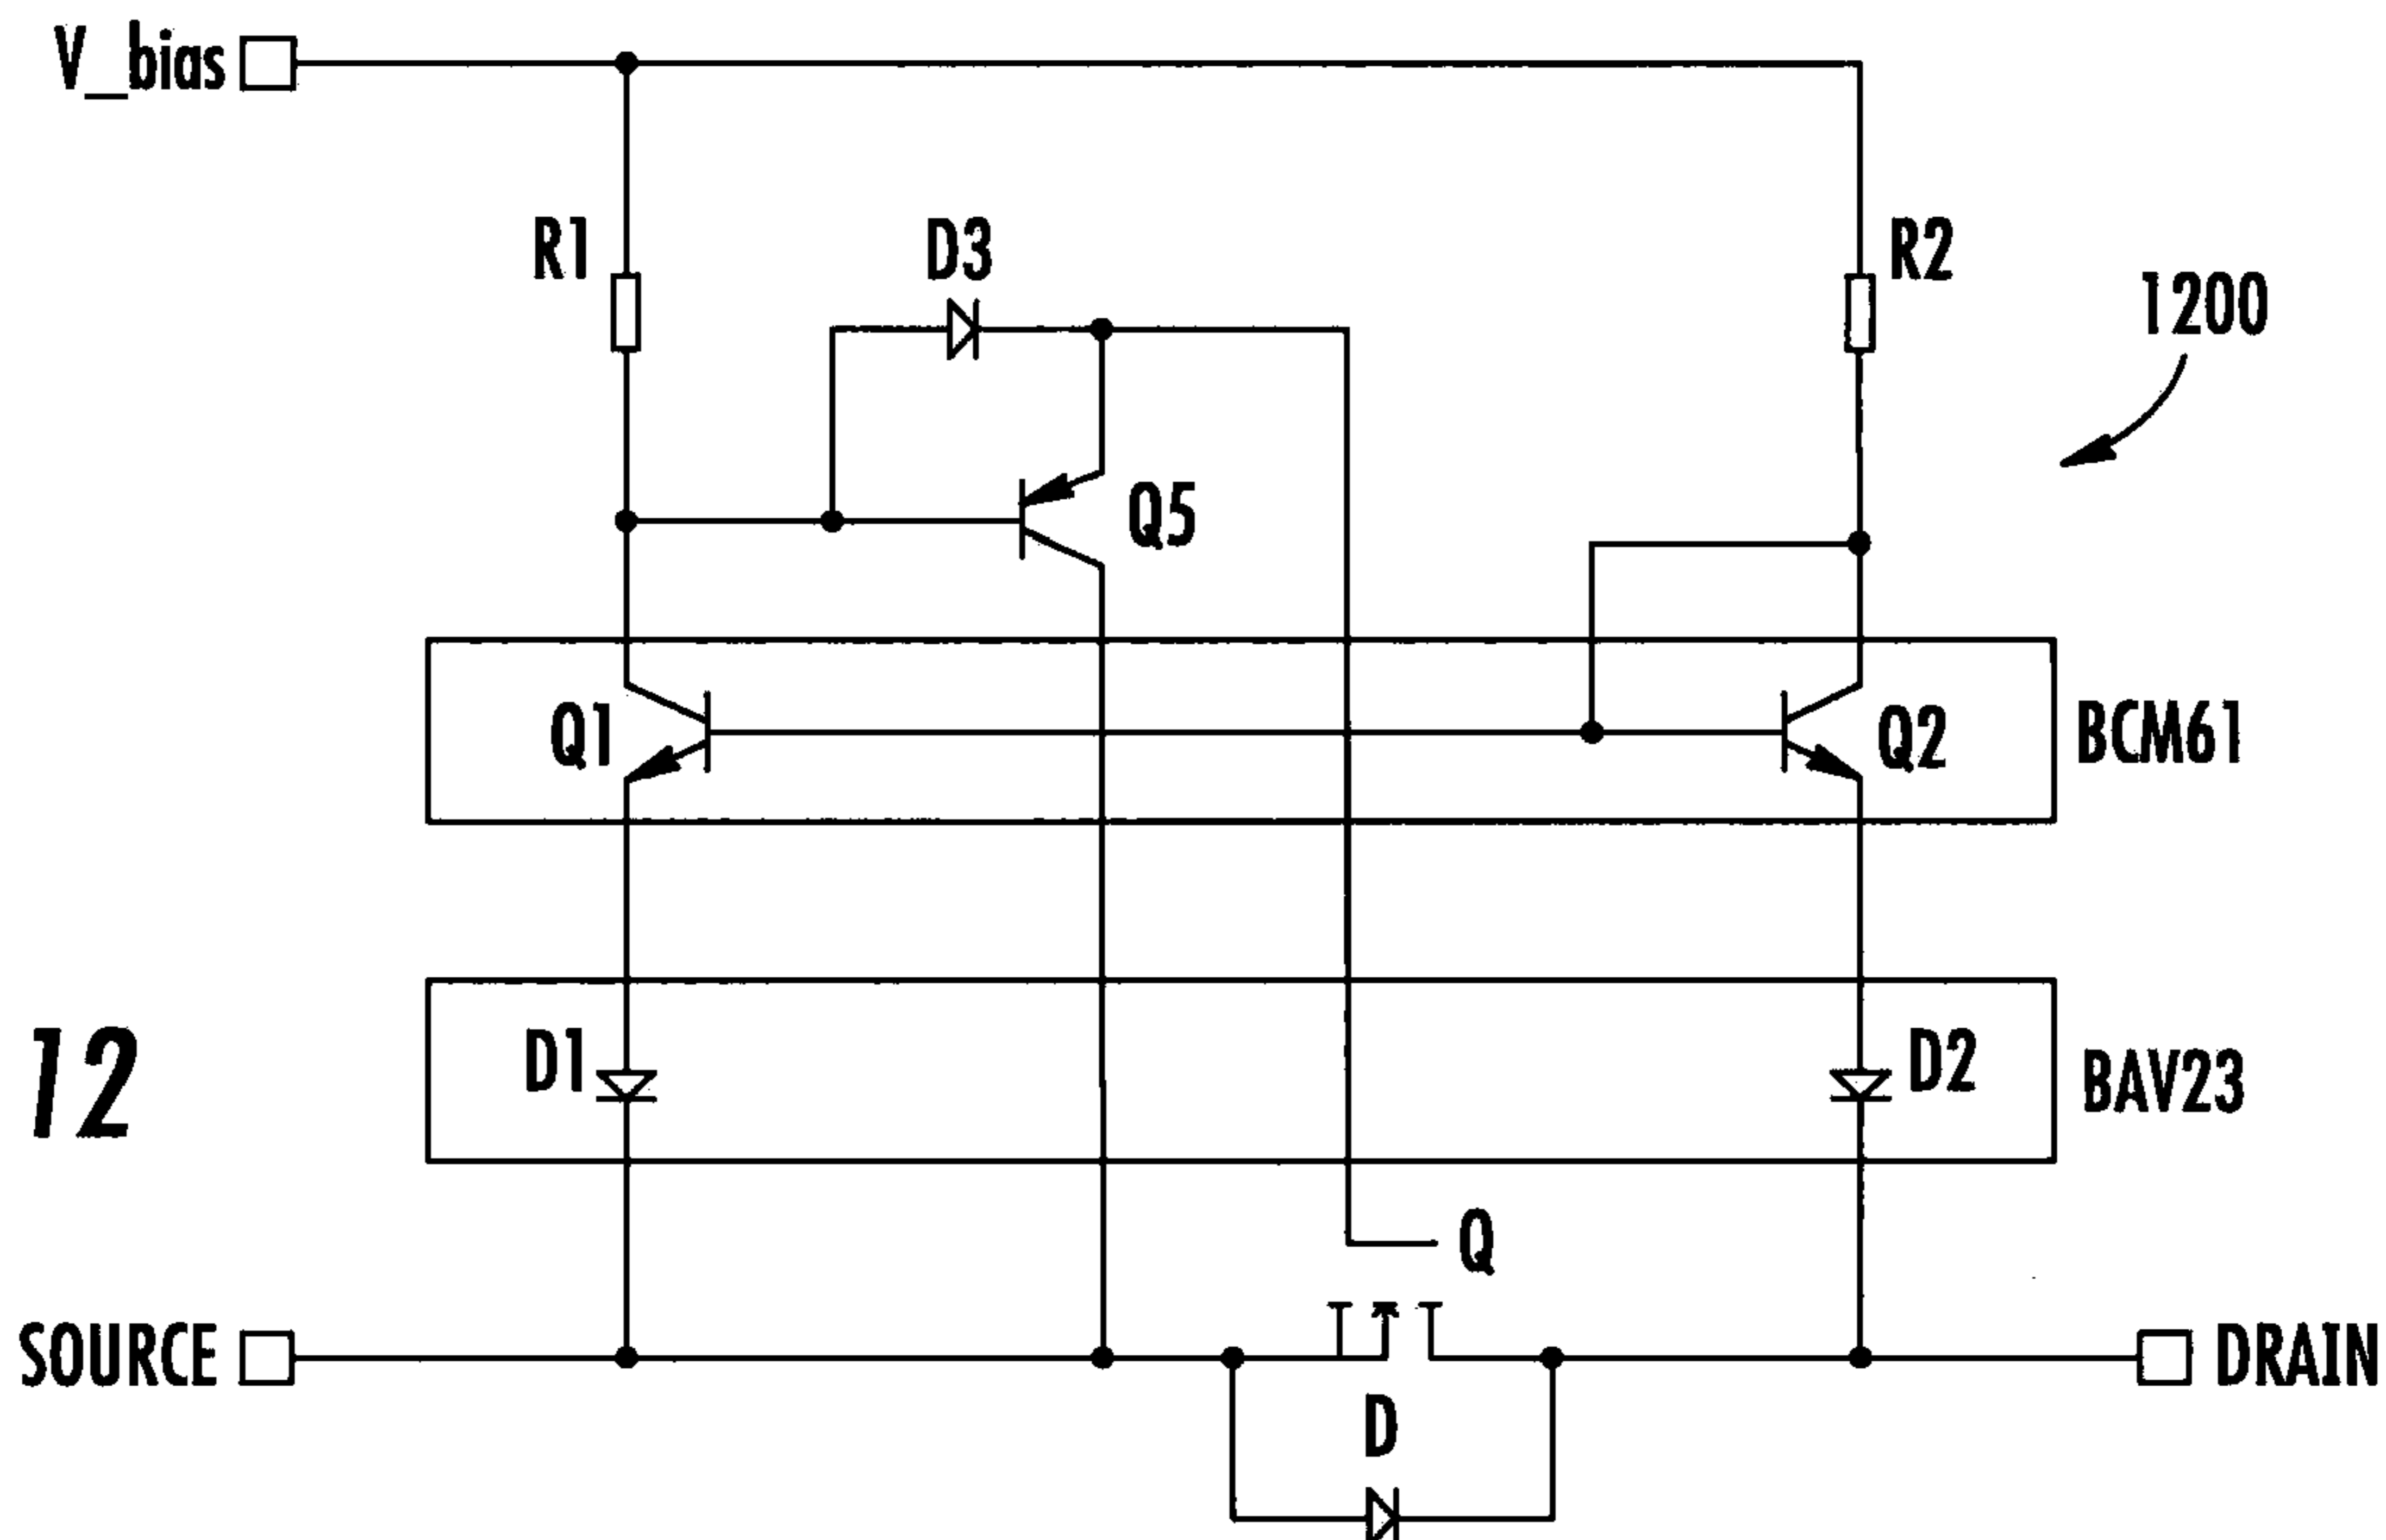 V_bias
R1
D3
R2
1200
Q5
Q1
Q2
BCM61
12
D1
D2
BAV23
Q
SOURCE
DRAIN
D